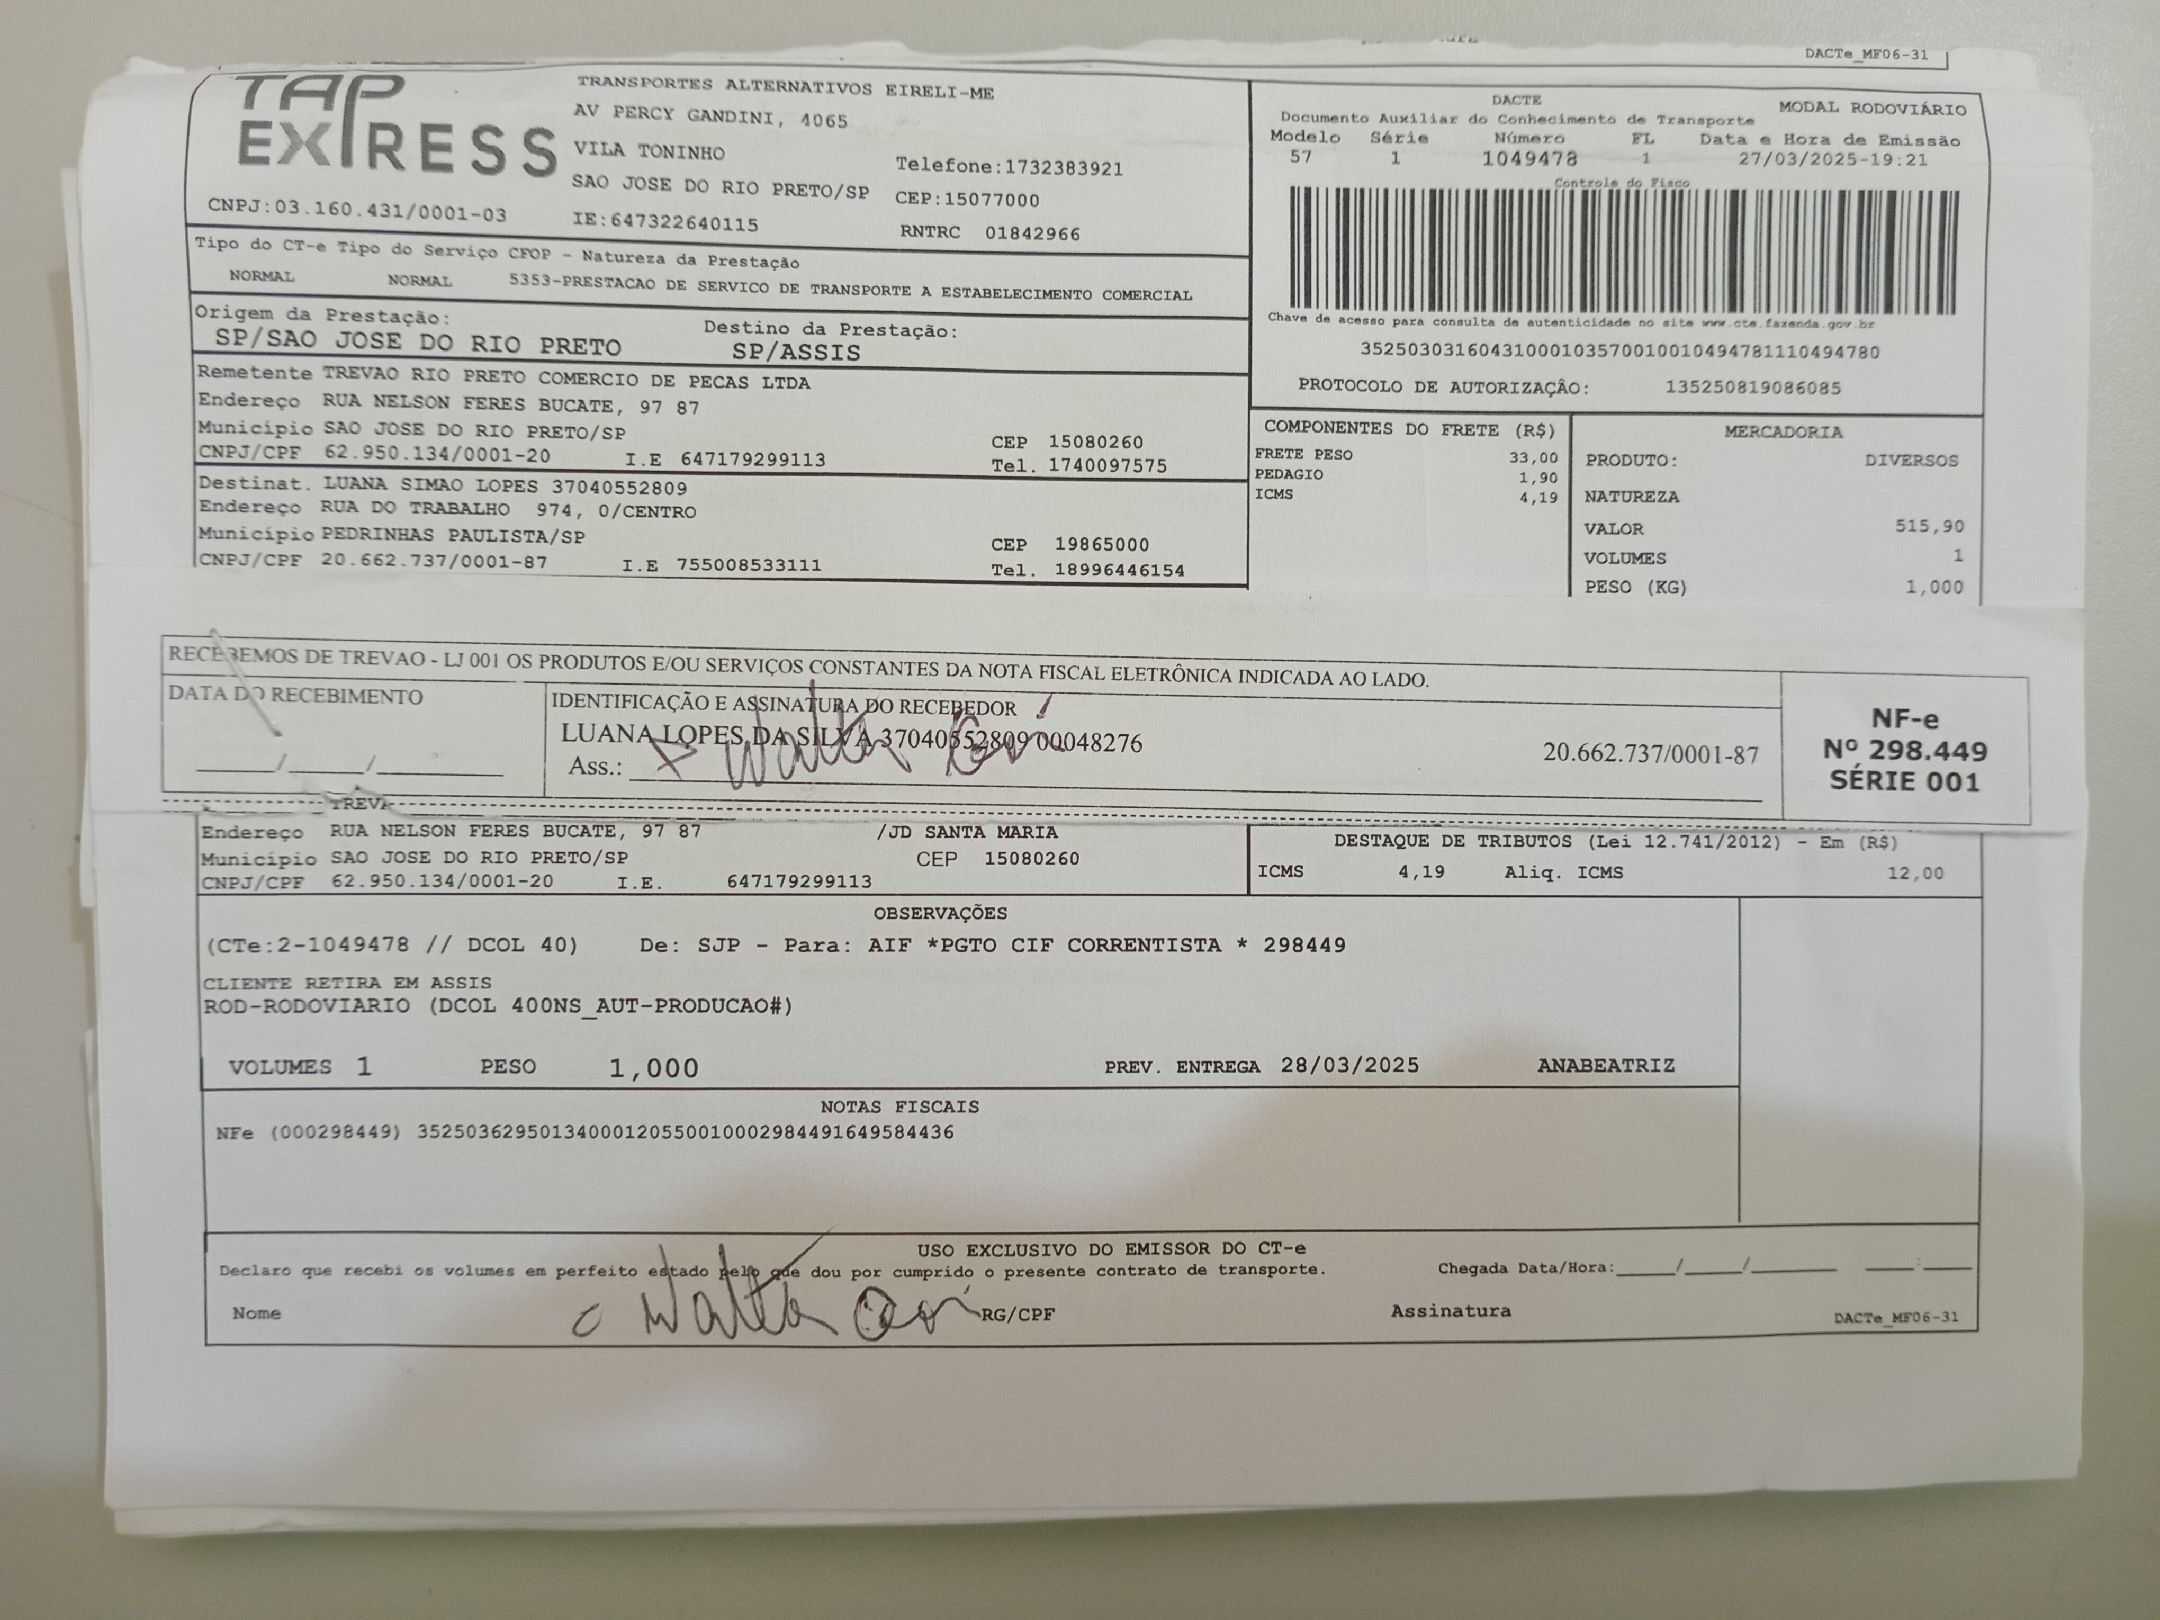 DACTe_MF06-31
TAP EXPRESS
TRANSPORTES ALTERNATIVOS EIRELI-ME
AV PERCY GANDINI, 4065
VILA TONINHO
Telefone:1732383921
SAO JOSE DO RIO PRETO/SP
CEP:15077000
CNPJ:03.160.431/0001-03
IE:647322640115
RNTRC 01842966
DACTE
MODAL RODOVIÁRIO
Documento Auxiliar do Conhecimento de Transporte
Modelo Série Número FL Data e Hora de Emissão
57 1 1049478 1 27/03/2025-19:21
Controle do Fisco
Chave de acesso para consulta de autenticidade no site www.cte.fazenda.gov.br
35250303160431000103570010010494781110494780
PROTOCOLO DE AUTORIZAÇÃO: 135250819086085
Tipo do CT-e Tipo do Serviço CFOP - Natureza da Prestação
NORMAL NORMAL 5353-PRESTACAO DE SERVICO DE TRANSPORTE A ESTABELECIMENTO COMERCIAL
Origem da Prestação: Destino da Prestação:
SP/SAO JOSE DO RIO PRETO SP/ASSIS
Remetente TREVAO RIO PRETO COMERCIO DE PECAS LTDA
Endereço RUA NELSON FERES BUCATE, 97 87
Município SAO JOSE DO RIO PRETO/SP CEP 15080260
CNPJ/CPF 62.950.134/0001-20 I.E 647179299113 Tel. 1740097575
Destinat. LUANA SIMAO LOPES 37040552809
Endereço RUA DO TRABALHO 974, 0/CENTRO
Município PEDRINHAS PAULISTA/SP CEP 19865000
CNPJ/CPF 20.662.737/0001-87 I.E 755008533111 Tel. 18996446154
COMPONENTES DO FRETE (R$)
FRETE PESO 33,00
PEDAGIO 1,90
ICMS 4,19
MERCADORIA
PRODUTO: DIVERSOS
NATUREZA
VALOR 515,90
VOLUMES 1
PESO (KG) 1,000
RECEBEMOS DE TREVAO - LJ 001 OS PRODUTOS E/OU SERVIÇOS CONSTANTES DA NOTA FISCAL ELETRÔNICA INDICADA AO LADO.
DATA DO RECEBIMENTO
___/___/______
IDENTIFICAÇÃO E ASSINATURA DO RECEBEDOR
LUANA LOPES DA SILVA 37040552809 00048276
20.662.737/0001-87
Ass.:
NF-e
Nº 298.449
SÉRIE 001
TREVA
Endereço RUA NELSON FERES BUCATE, 97 87 /JD SANTA MARIA
Município SAO JOSE DO RIO PRETO/SP CEP 15080260
CNPJ/CPF 62.950.134/0001-20 I.E. 647179299113
DESTAQUE DE TRIBUTOS (Lei 12.741/2012) - Em (R$)
ICMS 4,19 Aliq. ICMS 12,00
OBSERVAÇÕES
(CTe:2-1049478 // DCOL 40) De: SJP - Para: AIF *PGTO CIF CORRENTISTA * 298449
CLIENTE RETIRA EM ASSIS
ROD-RODOVIARIO (DCOL 400NS_AUT-PRODUCAO#)
VOLUMES 1 PESO 1,000 PREV. ENTREGA 28/03/2025 ANABEATRIZ
NOTAS FISCAIS
NFe (000298449) 35250362950134000120550010002984491649584436
USO EXCLUSIVO DO EMISSOR DO CT-e
Declaro que recebi os volumes em perfeito estado pelo que dou por cumprido o presente contrato de transporte.
Chegada Data/Hora:____/____/______ ____:____
Nome RG/CPF Assinatura
DACTe_MF06-31